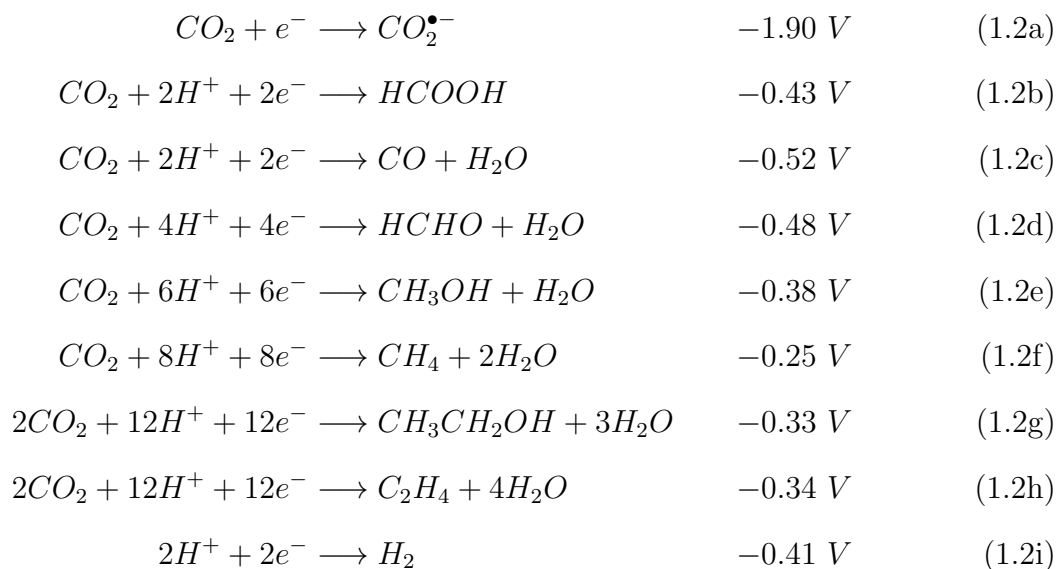 CO₂ + e⁻ ⟶ CO₂•⁻ −1.90 V (1.2a)
CO₂ + 2H⁺ + 2e⁻ ⟶ HCOOH −0.43 V (1.2b)
CO₂ + 2H⁺ + 2e⁻ ⟶ CO + H₂O −0.52 V (1.2c)
CO₂ + 4H⁺ + 4e⁻ ⟶ HCHO + H₂O −0.48 V (1.2d)
CO₂ + 6H⁺ + 6e⁻ ⟶ CH₃OH + H₂O −0.38 V (1.2e)
CO₂ + 8H⁺ + 8e⁻ ⟶ CH₄ + 2H₂O −0.25 V (1.2f)
2CO₂ + 12H⁺ + 12e⁻ ⟶ CH₃CH₂OH + 3H₂O −0.33 V (1.2g)
2CO₂ + 12H⁺ + 12e⁻ ⟶ C₂H₄ + 4H₂O −0.34 V (1.2h)
2H⁺ + 2e⁻ ⟶ H₂ −0.41 V (1.2i)